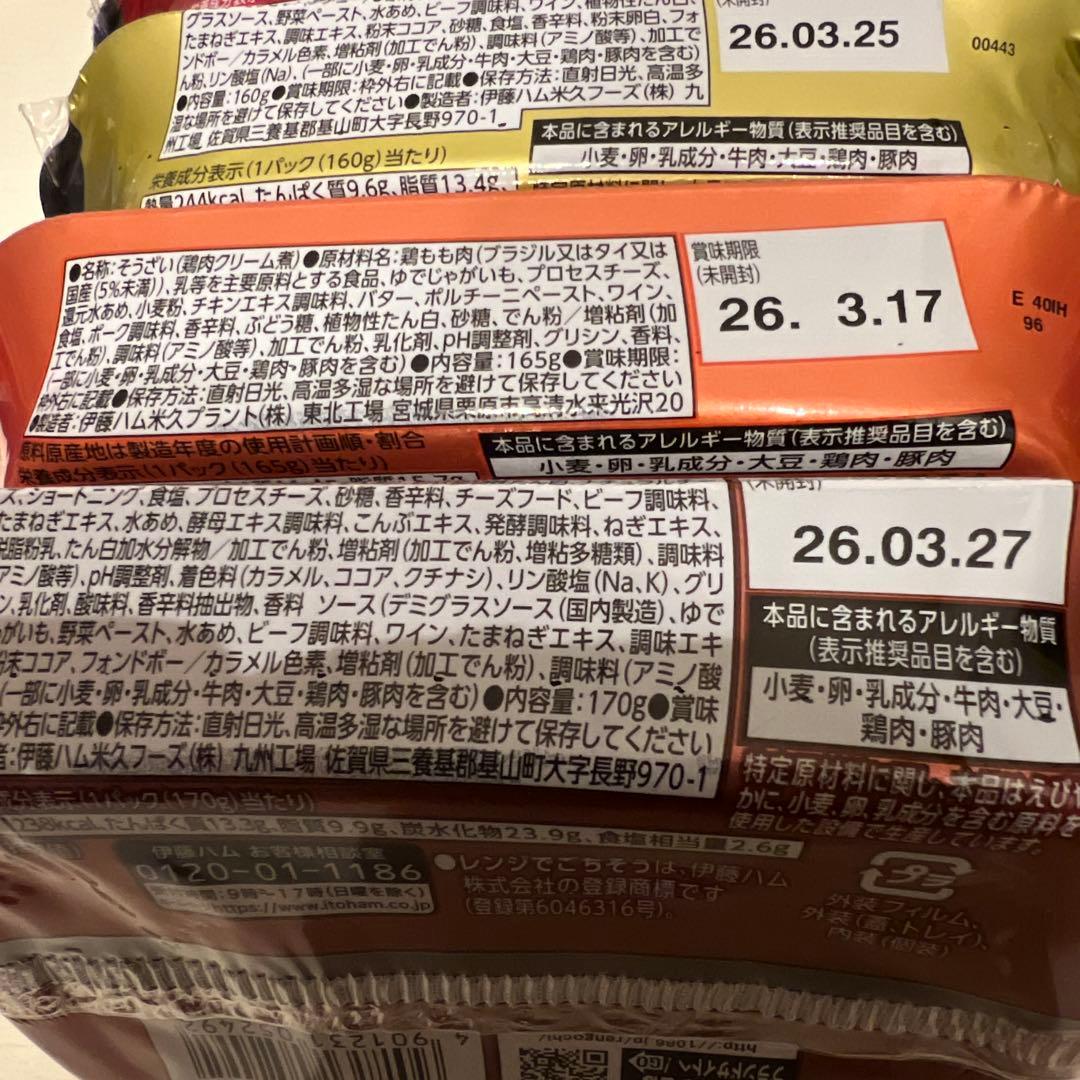 グラスソース、野菜ペースト、水あめ、ビーフ調味料、ワイン、植物性たん白、
たまねぎエキス、調味エキス、粉末ココア、砂糖、食塩、香辛料、粉末卵白、フォ
ンドボー/カラメル色素、増粘剤(加工でん粉)、調味料(アミノ酸等)、加工で
ん粉、リン酸塩(Na)、(一部に小麦・卵・乳成分・牛肉・大豆・鶏肉・豚肉を含む)
●内容量:160g●賞味期限:枠外右に記載●保存方法:直射日光、高温多
湿な場所を避けて保存してください●製造者:伊藤ハム米久フーズ(株) 九
州工場 佐賀県三養基郡基山町大字長野970-1
(未開封)
26.03.25
00443
本品に含まれるアレルギー物質(表示推奨品目を含む)
小麦・卵・乳成分・牛肉・大豆・鶏肉・豚肉
栄養成分表示(1パック(160g)当たり)
熱量244kcal、たんぱく質9.6g、脂質13.4g、
●名称:そうざい(鶏肉クリーム煮)●原材料名:鶏もも肉(ブラジル又はタイ又は
国産(5%未満))、乳等を主要原料とする食品、ゆでじゃがいも、プロセスチーズ、
還元水あめ、小麦粉、チキンエキス調味料、バター、ポルチーニペースト、ワイン、
食塩、ポーク調味料、香辛料、ぶどう糖、植物性たん白、砂糖、でん粉/増粘剤(加
工でん粉)、調味料(アミノ酸等)、加工でん粉、乳化剤、pH調整剤、グリシン、香料、
(一部に小麦・卵・乳成分・大豆・鶏肉・豚肉を含む)●内容量:165g●賞味期限:
枠外右に記載●保存方法:直射日光、高温多湿な場所を避けて保存してください
●製造者:伊藤ハム米久プラント(株) 東北工場 宮城県栗原市高清水来光沢20
賞味期限
(未開封)
26. 3.17
E 40IH
96
原料原産地は製造年度の使用計画順・割合
栄養成分表示(1パック(165g)当たり)
本品に含まれるアレルギー物質(表示推奨品目を含む)
小麦・卵・乳成分・大豆・鶏肉・豚肉
ス、ショートニング、食塩、プロセスチーズ、砂糖、香辛料、チーズフード、ビーフ調味料、
たまねぎエキス、水あめ、酵母エキス調味料、こんぶエキス、発酵調味料、ねぎエキス、
脱脂粉乳、たん白加水分解物/加工でん粉、増粘剤(加工でん粉、増粘多糖類)、調味料
アミノ酸等)、pH調整剤、着色料(カラメル、ココア、クチナシ)、リン酸塩(Na、K)、グリ
ン、乳化剤、酸味料、香辛料抽出物、香料 ソース(デミグラスソース(国内製造)、ゆで
がいも、野菜ペースト、水あめ、ビーフ調味料、ワイン、たまねぎエキス、調味エキ
粉末ココア、フォンドボー/カラメル色素、増粘剤(加工でん粉)、調味料(アミノ酸
(一部に小麦・卵・乳成分・牛肉・大豆・鶏肉・豚肉を含む)●内容量:170g●賞味
枠外右に記載●保存方法:直射日光、高温多湿な場所を避けて保存してください
者:伊藤ハム米久フーズ(株) 九州工場 佐賀県三養基郡基山町大字長野970-1
(未開封)
26.03.27
本品に含まれるアレルギー物質
(表示推奨品目を含む)
小麦・卵・乳成分・牛肉・大豆・
鶏肉・豚肉
特定原材料に関し、本品はえびや
かに、小麦、卵、乳成分を含む原料を
使用した設備で生産しています。
成分表示(1パック(170g)当たり)
238kcal、たんぱく質13.3g、脂質9.9g、炭水化物23.9g、食塩相当量2.6g
伊藤ハム お客様相談室
0120-01-1186
時間:9時~17時(日曜を除く)
https://www.itoham.co.jp
●レンジでごちそうは、伊藤ハム
株式会社の登録商標です
(登録第6046316号)。
プラ
外装フィルム、
外装(蓋、トレイ)、
内装(個装)